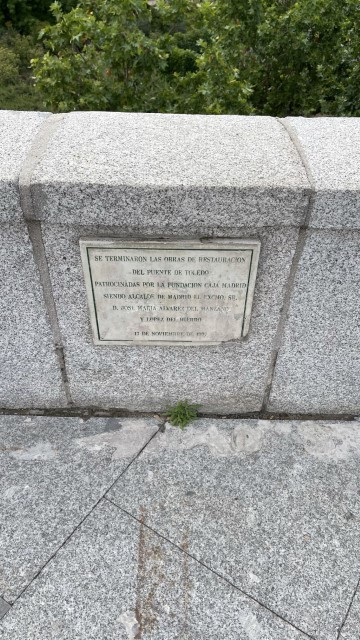 SE TERMINARON LAS OBRAS DE RESTAURACION
DEL PUENTE DE TOLEDO
PATROCINADAS POR LA FUNDACION CAJA MADRID
SIENDO ALCALDE DE MADRID EL EXCMO. SR.
D. JOSE MARIA ALVAREZ DEL MANZANO
Y LOPEZ DEL HIERRO
DE NOVIEMBRE DE